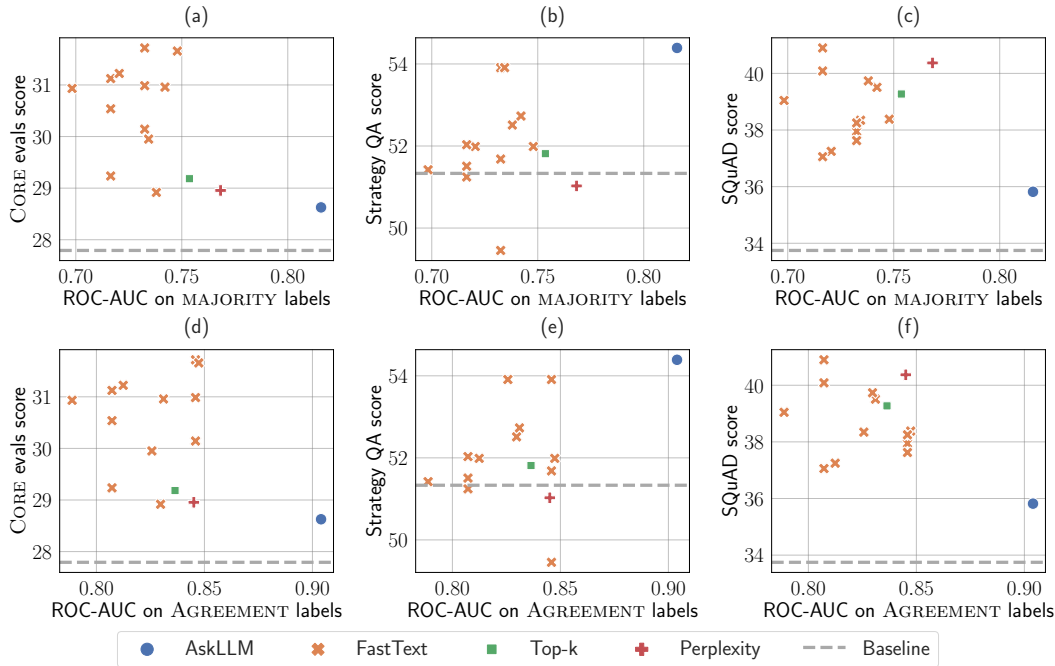 (a)
(b)
(c)
CORE evals score
31
30
29
28
0.70
0.75
0.80
ROC-AUC on MAJORITY labels
Strategy QA score
54
52
50
0.70
0.75
0.80
ROC-AUC on MAJORITY labels
SQuAD score
40
38
36
34
0.70
0.75
0.80
ROC-AUC on MAJORITY labels
(d)
(e)
(f)
CORE evals score
31
30
29
28
0.80
0.85
0.90
ROC-AUC on AGREEMENT labels
Strategy QA score
54
52
50
0.80
0.85
0.90
ROC-AUC on AGREEMENT labels
SQuAD score
40
38
36
34
0.80
0.85
0.90
ROC-AUC on AGREEMENT labels
AskLLM
FastText
Top-k
Perplexity
Baseline